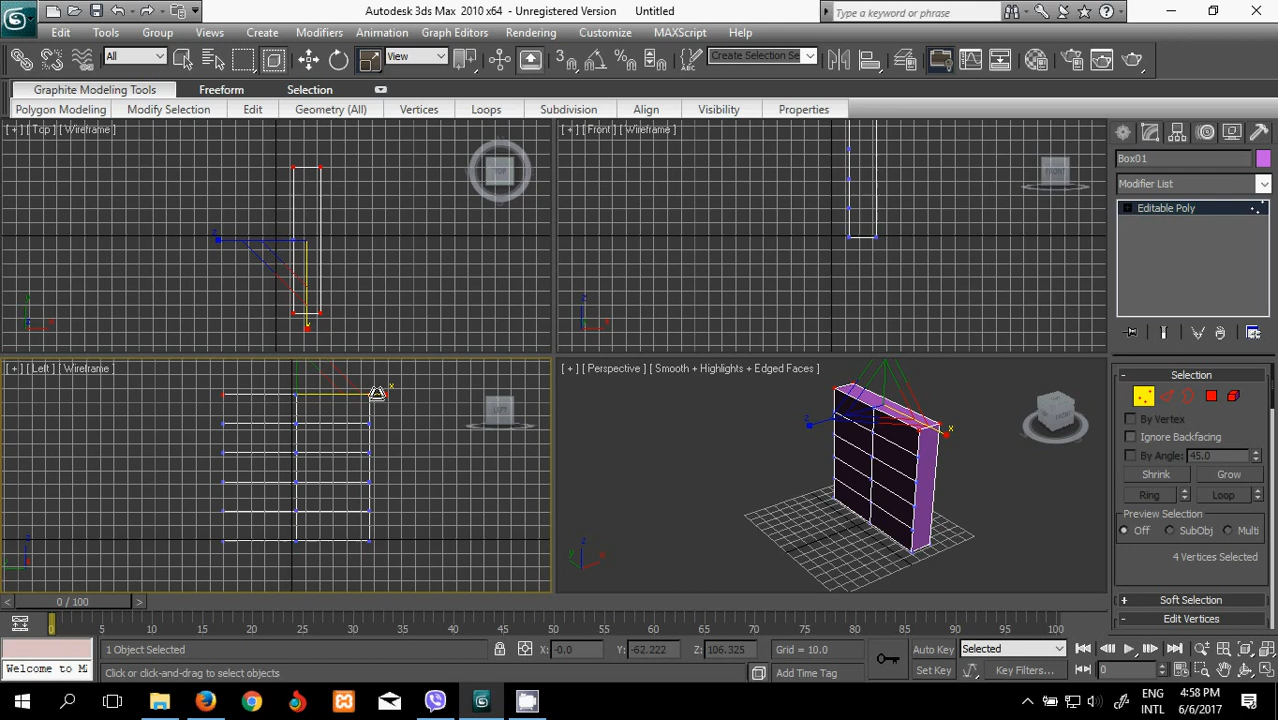 Autodesk 3ds Max 2010 x64 - Unregistered Version Untitled
Type a keyword or phrase
Edit Tools Group Views Create Modifiers Animation Graph Editors Rendering Customize MAXScript Help
All View Create Selection Se
Graphite Modeling Tools Freeform Selection
Polygon Modeling Modify Selection Edit Geometry (All) Vertices Loops Subdivision Align Visibility Properties
[ + ] [ Top ] [ Wireframe ]
TOP
[ + ] [ Front ] [ Wireframe ]
FRONT
[ + ] [ Left ] [ Wireframe ]
LEFT
[ + ] [ Perspective ] [ Smooth + Highlights + Edged Faces ]
TOP
FRONT
Box01
Modifier List
Editable Poly
Selection
By Vertex
Ignore Backfacing
By Angle: 45.0
Shrink Grow
Ring Loop
Preview Selection
Off SubObj Multi
4 Vertices Selected
Soft Selection
Edit Vertices
0 / 100
0 5 10 15 20 25 30 35 40 45 50 55 60 65 70 75 80 85 90 95 100
1 Object Selected X: -0.0 Y: -62.222 Z: 106.325 Grid = 10.0 Auto Key Selected
Welcome to M Click or click-and-drag to select objects Add Time Tag Set Key Key Filters... 0
ENG 4:58 PM
INTL 6/6/2017